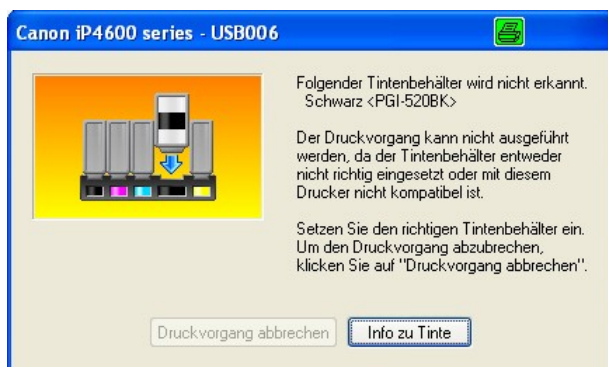 Canon iP4600 series - USB006
Folgender Tintenbehälter wird nicht erkannt.
Schwarz <PGI-520BK>
Der Druckvorgang kann nicht ausgeführt
werden, da der Tintenbehälter entweder
nicht richtig eingesetzt oder mit diesem
Drucker nicht kompatibel ist.
Setzen Sie den richtigen Tintenbehälter ein.
Um den Druckvorgang abzubrechen,
klicken Sie auf "Druckvorgang abbrechen".
Druckvorgang abbrechen
Info zu Tinte